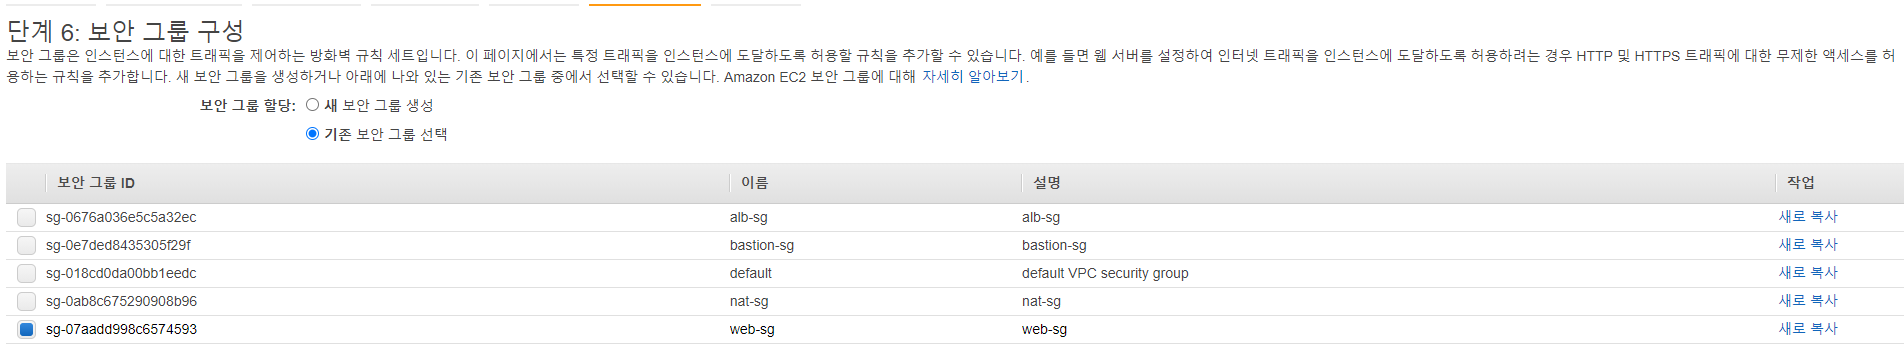 단계 6: 보안 그룹 구성
보안 그룹은 인스턴스에 대한 트래픽을 제어하는 방화벽 규칙 세트입니다. 이 페이지에서는 특정 트래픽을 인스턴스에 도달하도록 허용할 규칙을 추가할 수 있습니다. 예를 들면 웹 서버를 설정하여 인터넷 트래픽을 인스턴스에 도달하도록 허용하려는 경우 HTTP 및 HTTPS 트래픽에 대한 무제한 액세스를 허
용하는 규칙을 추가합니다. 새 보안 그룹을 생성하거나 아래에 나와 있는 기존 보안 그룹 중에서 선택할 수 있습니다. Amazon EC2 보안 그룹에 대해 자세히 알아보기.
보안 그룹 할당: 새 보안 그룹 생성
기존 보안 그룹 선택
보안 그룹 ID 이름 설명 작업
sg-0676a036e5c5a32ec alb-sg alb-sg 새로 복사
sg-0e7ded8435305f29f bastion-sg bastion-sg 새로 복사
sg-018cd0da00bb1eedc default default VPC security group 새로 복사
sg-0ab8c675290908b96 nat-sg nat-sg 새로 복사
sg-07aadd998c6574593 web-sg web-sg 새로 복사